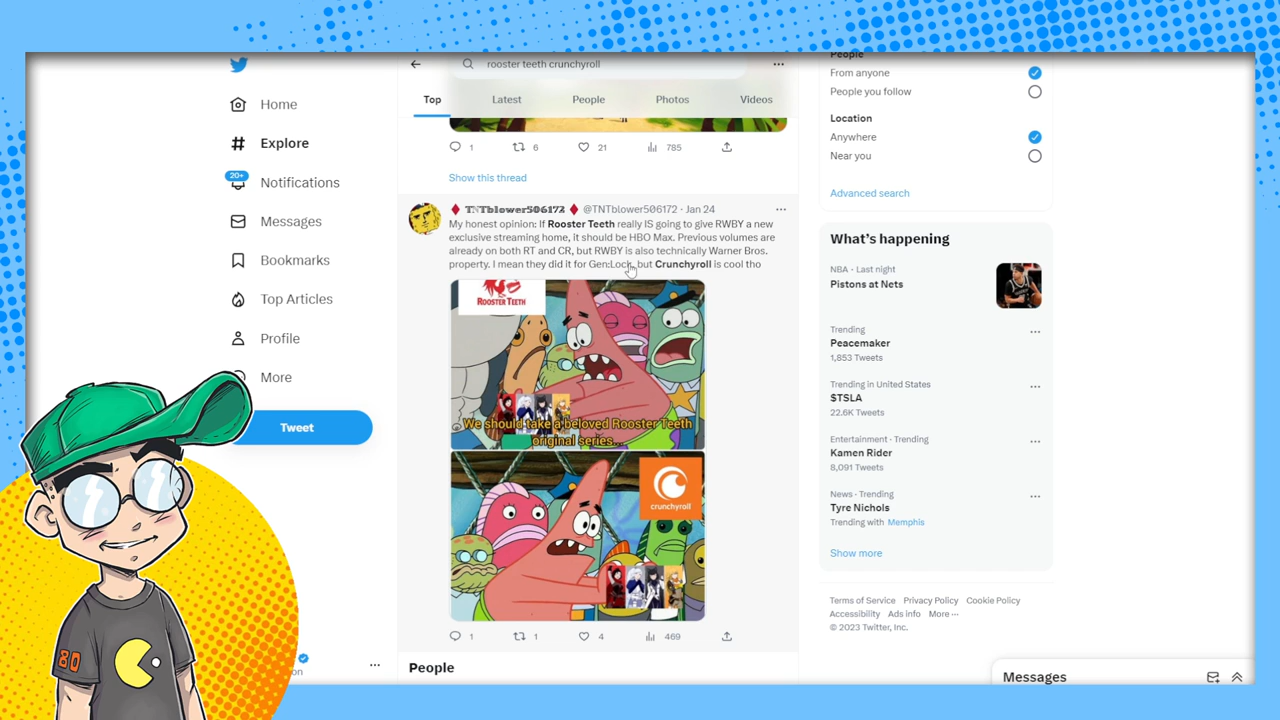 rooster teeth crunchyroll
Top
Latest
People
Photos
Videos
Home
Explore
20+
Notifications
Messages
Bookmarks
Top Articles
Profile
More
Tweet
on
1
6
21
785
Show this thread
TNTblower506172 @TNTblower506172 · Jan 24
My honest opinion: If Rooster Teeth really IS going to give RWBY a new
exclusive streaming home, it should be HBO Max. Previous volumes are
already on both RT and CR, but RWBY is also technically Warner Bros.
property. I mean they did it for Gen:Lock, but Crunchyroll is cool tho
ROOSTER TEETH
We should take a beloved Rooster Teeth
original series...
crunchyroll
1
1
4
469
People
People
From anyone
People you follow
Location
Anywhere
Near you
Advanced search
What's happening
NBA · Last night
Pistons at Nets
Trending
Peacemaker
1,853 Tweets
Trending in United States
$TSLA
22.6K Tweets
Entertainment · Trending
Kamen Rider
8,091 Tweets
News · Trending
Tyre Nichols
Trending with Memphis
Show more
Terms of Service Privacy Policy Cookie Policy
Accessibility Ads info More ···
© 2023 Twitter, Inc.
Messages
80